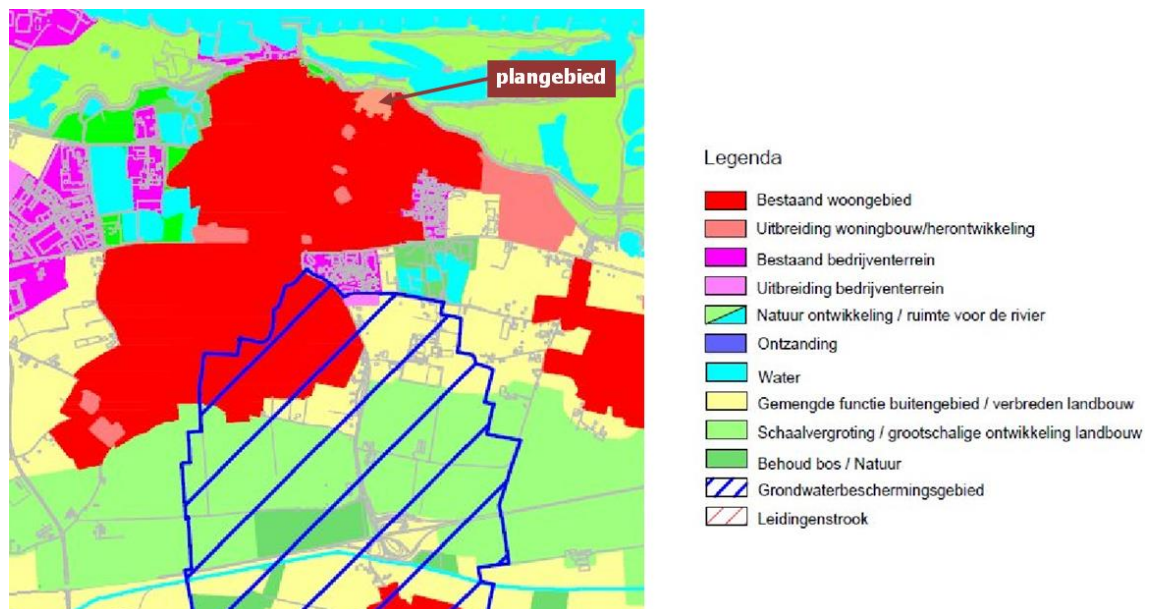 plangebied
Legenda
Bestaand woongebied
Uitbreiding woningbouw/herontwikkeling
Bestaand bedrijventerrein
Uitbreiding bedrijventerrein
Natuur ontwikkeling / ruimte voor de rivier
Ontzanding
Water
Gemengde functie buitengebied / verbreden landbouw
Schaalvergroting / grootschalige ontwikkeling landbouw
Behoud bos / Natuur
Grondwaterbeschermingsgebied
Leidingenstrook